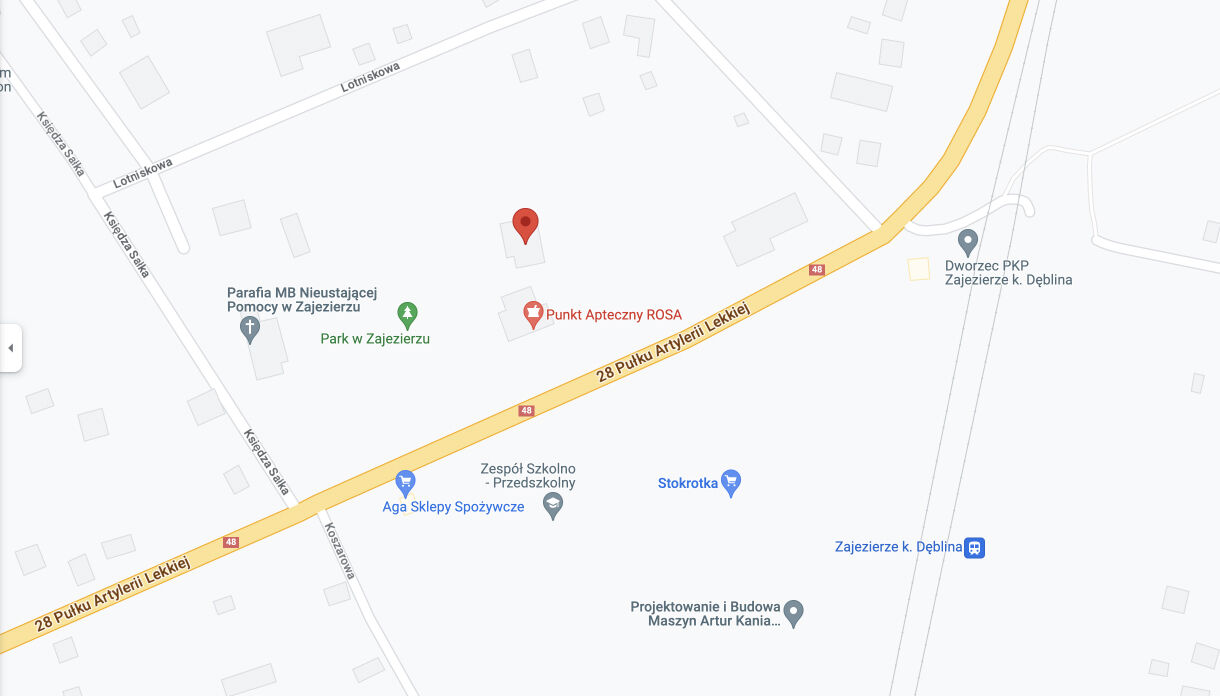 m
on
Księdza Sałka
Lotniskowa
Lotniskowa
Księdza Sałka
Parafia MB Nieustającej
Pomocy w Zajezierzu
Park w Zajezierzu
Punkt Apteczny ROSA
48
Dworzec PKP
Zajezierze k. Dęblina
28 Pułku Artylerii Lekkiej
48
Księdza Sałka
Zespół Szkolno
- Przedszkolny
Aga Sklepy Spożywcze
Stokrotka
48
Koszarowa
Zajezierze k. Dęblina
28 Pułku Artylerii Lekkiej
Projektowanie i Budowa
Maszyn Artur Kania...